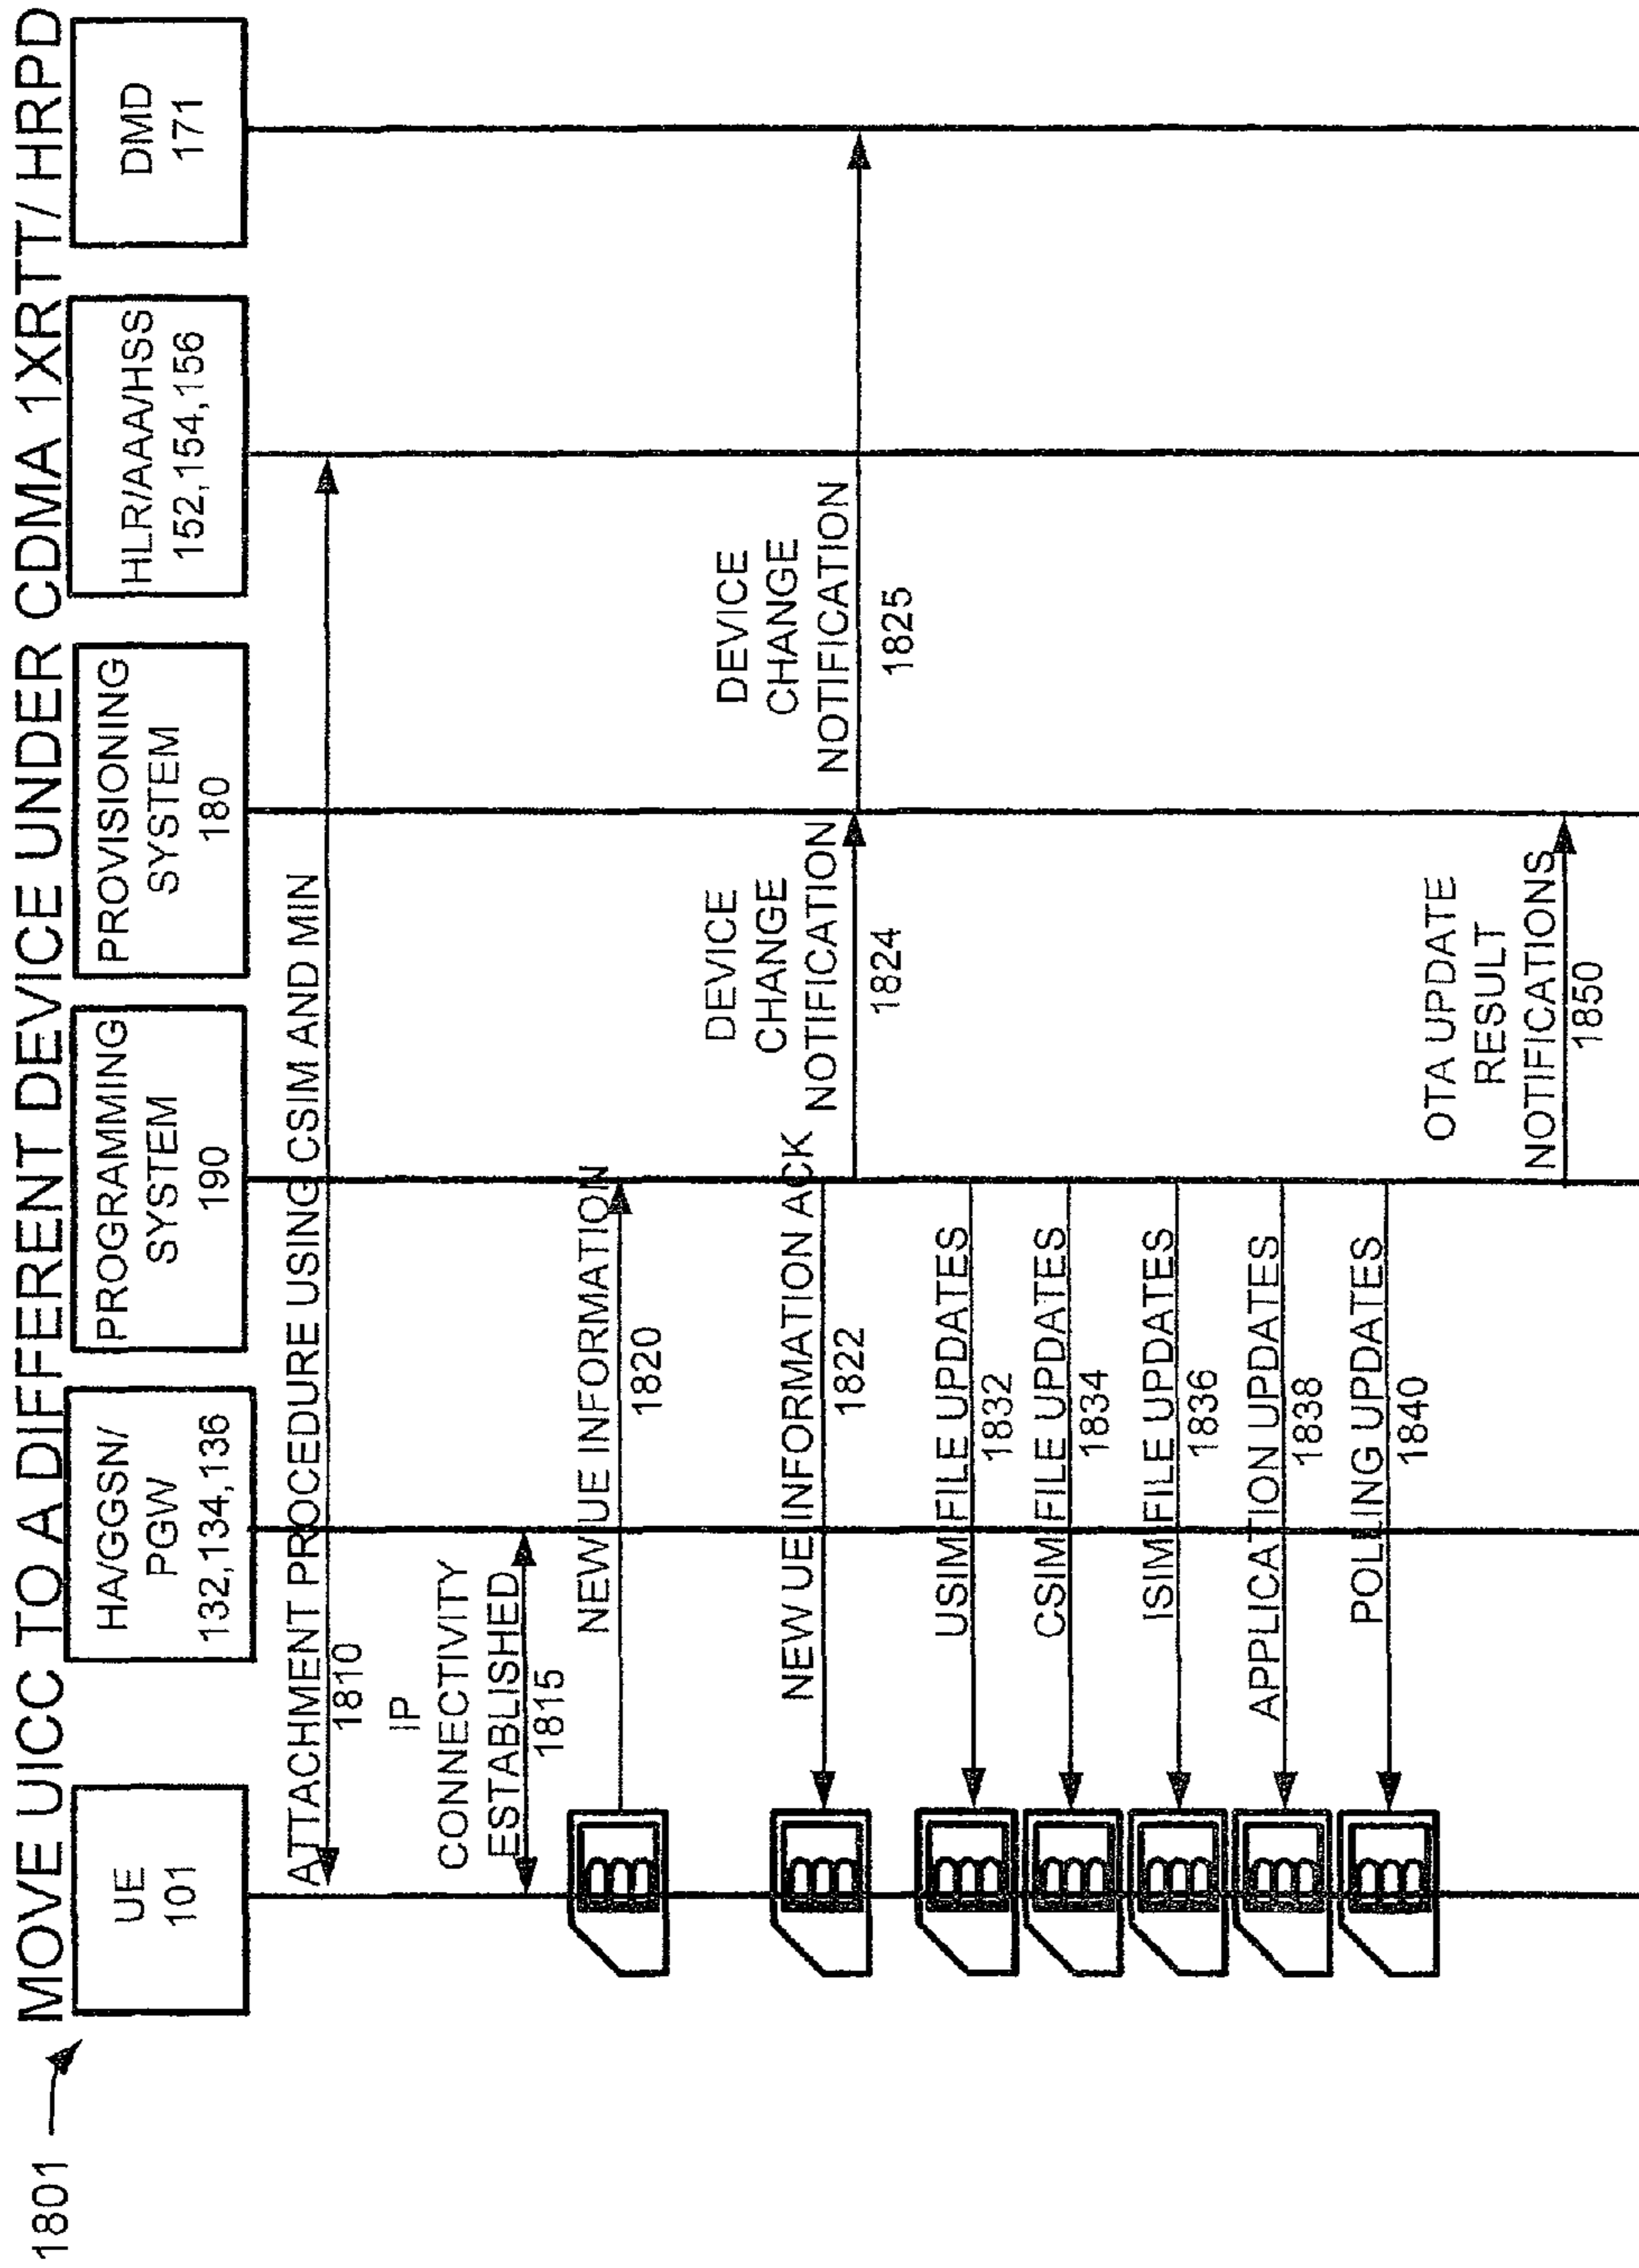 1801
MOVE UICC TO A DIFFERENT DEVICE UNDER CDMA 1XRTT/ HRPD
UE
101
HA/GGSN/
PGW
132,134,136
PROGRAMMING
SYSTEM
190
PROVISIONING
SYSTEM
180
HLR/AAA/HSS
152,154,156
DMD
171
ATTACHMENT PROCEDURE USING CSIM AND MIN
1810
IP
CONNECTIVITY
ESTABLISHED
1815
NEW UE INFORMATION
1820
NEW UE INFORMATION ACK
1822
DEVICE
CHANGE
NOTIFICATION
1824
DEVICE
CHANGE
NOTIFICATION
1825
USIM FILE UPDATES
1832
CSIM FILE UPDATES
1834
ISIM FILE UPDATES
1836
APPLICATION UPDATES
1838
POLLING UPDATES
1840
OTA UPDATE
RESULT
NOTIFICATIONS
1850